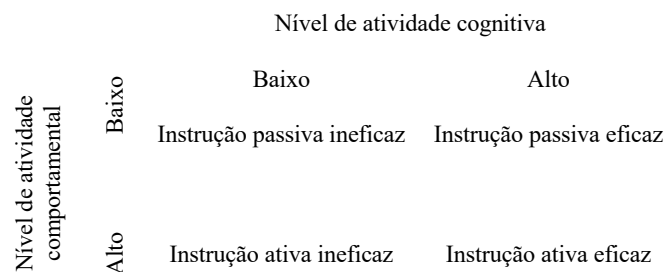 Nível de atividade cognitiva
Baixo Alto
Nível de atividade
comportamental
Baixo
Instrução passiva ineficaz Instrução passiva eficaz
Alto
Instrução ativa ineficaz Instrução ativa eficaz